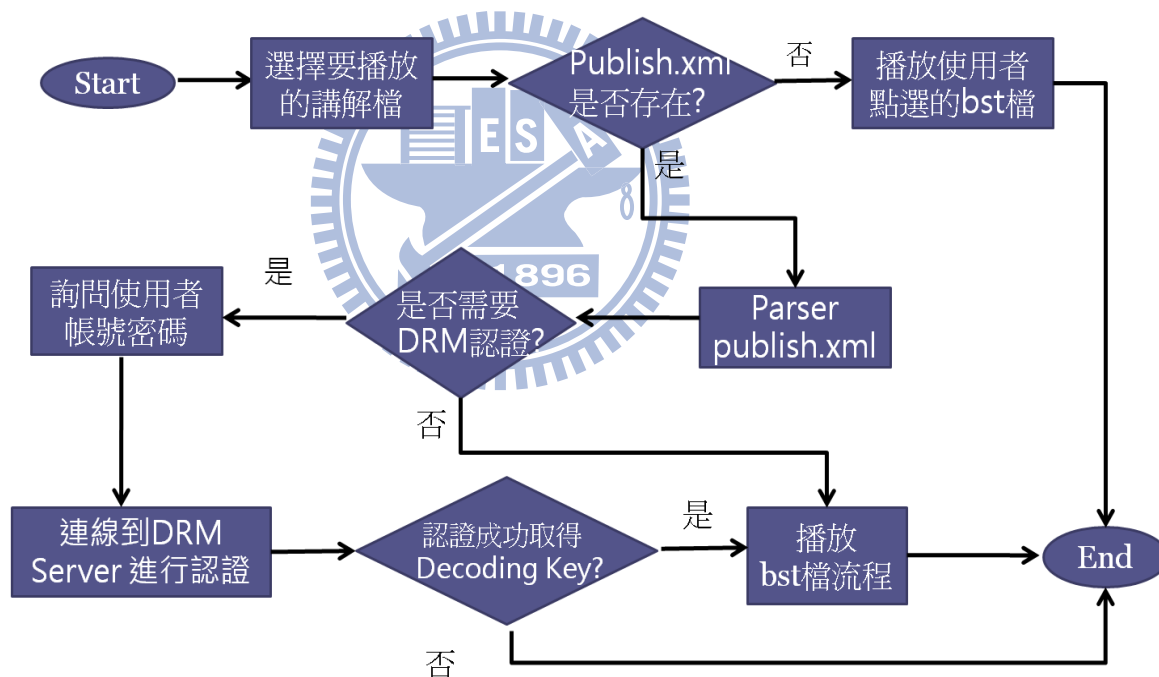 Start
選擇要播放
的講解檔
Publish.xml
是否存在?
否
播放使用者
點選的bst檔
是
E S A
1896
Parser
publish.xml
是否需要
DRM認證?
是
詢問使用者
帳號密碼
否
連線到DRM
Server 進行認證
認證成功取得
Decoding Key?
是
播放
bst檔流程
End
否